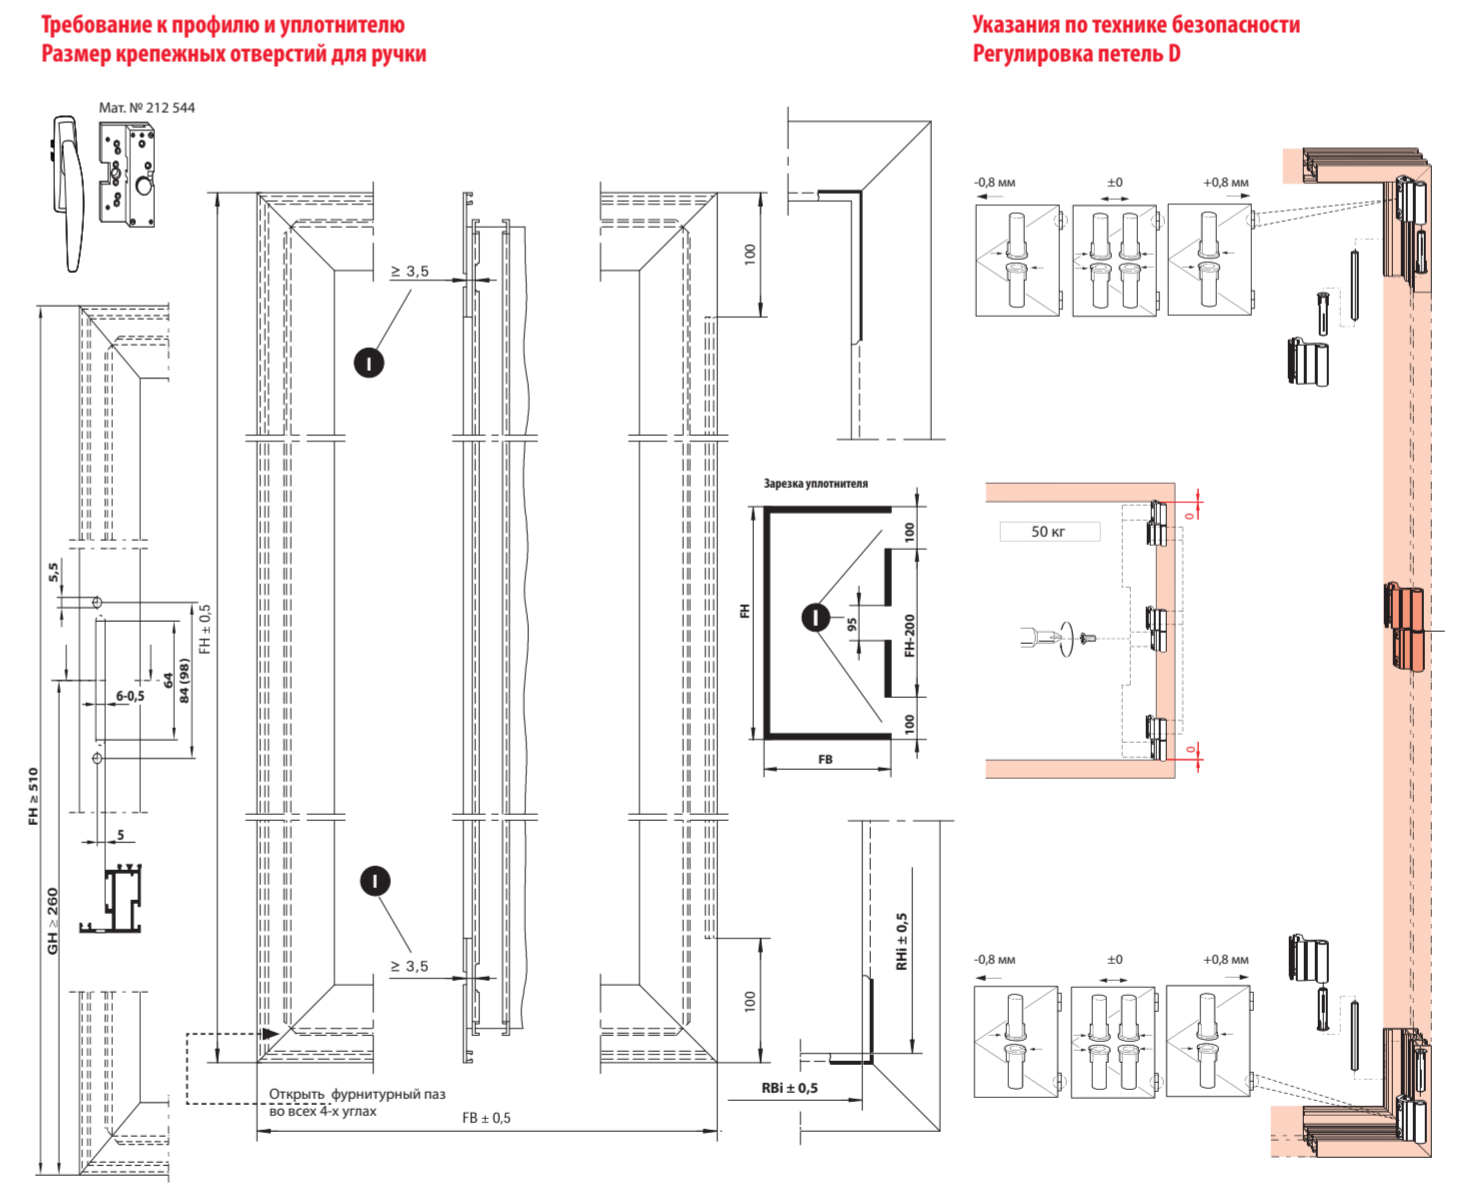 Требование к профилю и уплотнителю
Размер крепежных отверстий для ручки
Указания по технике безопасности
Регулировка петель D
Мат. № 212 544
-0,8 мм
±0
+0,8 мм
100
≥ 3,5
I
Зарезка уплотнителя
50 кг
0
5,5
FH ± 0,5
FH
100
I
95
FH-200
64
84 (98)
6-0,5
100
0
FB
FH ≥ 510
5
I
GH ≥ 260
RHi ± 0,5
≥ 3,5
-0,8 мм
±0
+0,8 мм
100
RBi ± 0,5
Открыть фурнитурный паз
во всех 4-х углах
FB ± 0,5